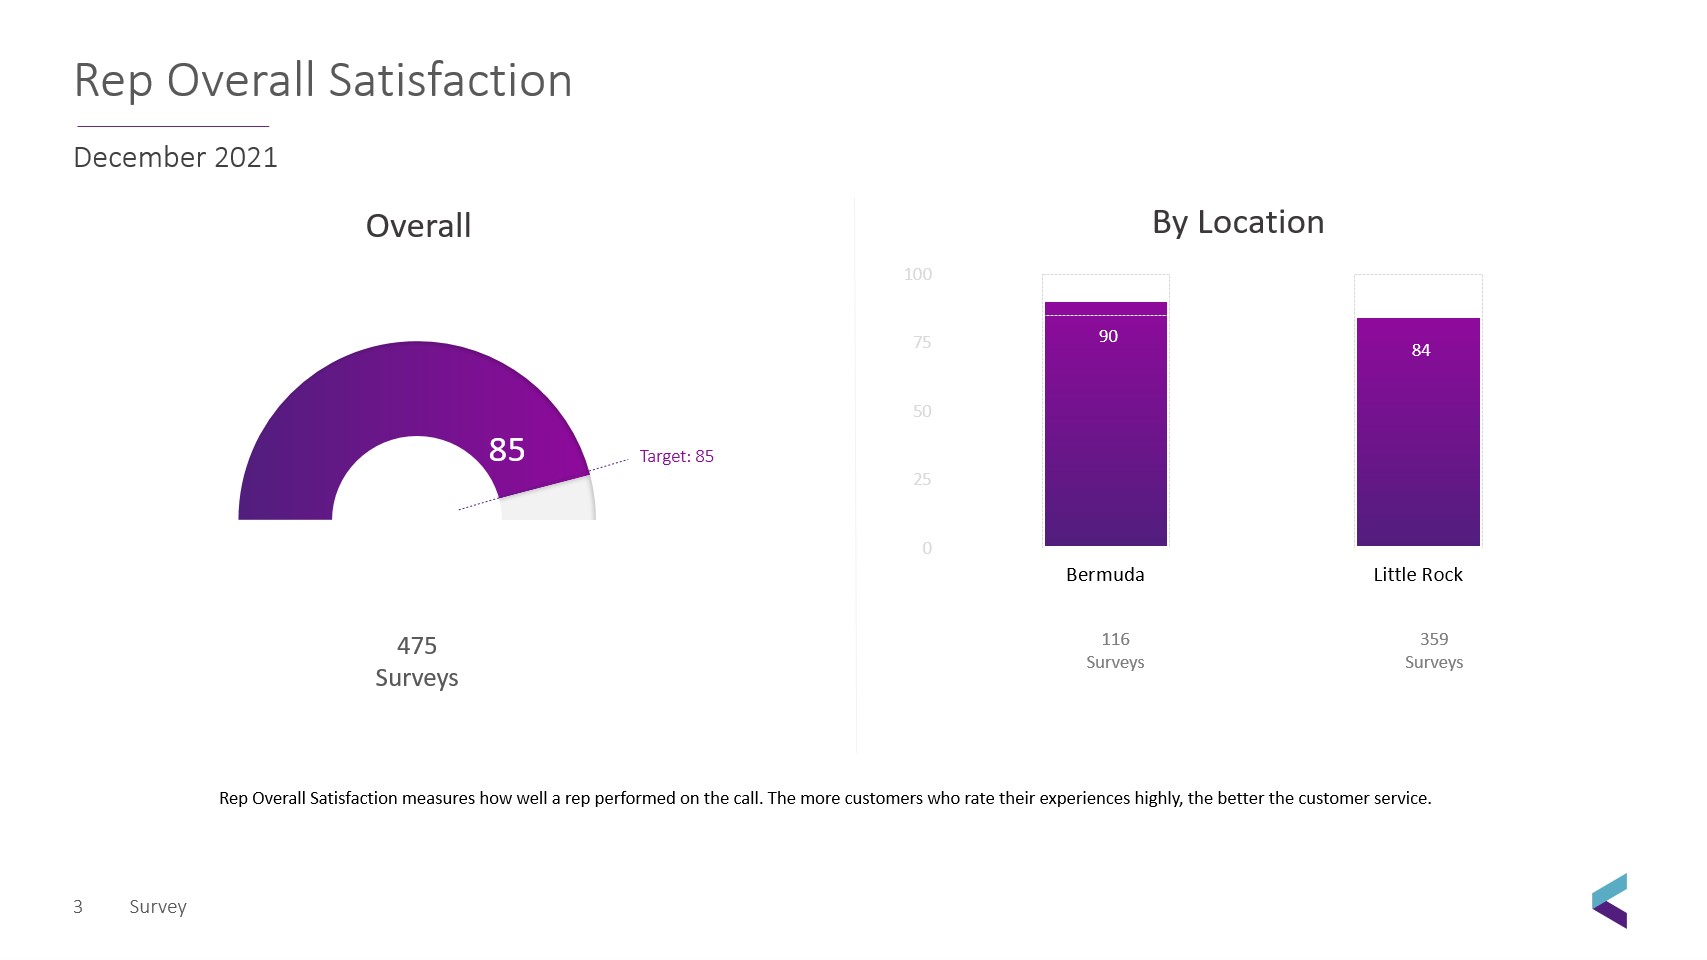 Rep Overall Satisfaction
December 2021
Overall
85
Target: 85
475
Surveys
By Location
100
75
50
25
0
90
84
Bermuda
Little Rock
116
Surveys
359
Surveys
Rep Overall Satisfaction measures how well a rep performed on the call. The more customers who rate their experiences highly, the better the customer service.
3 Survey